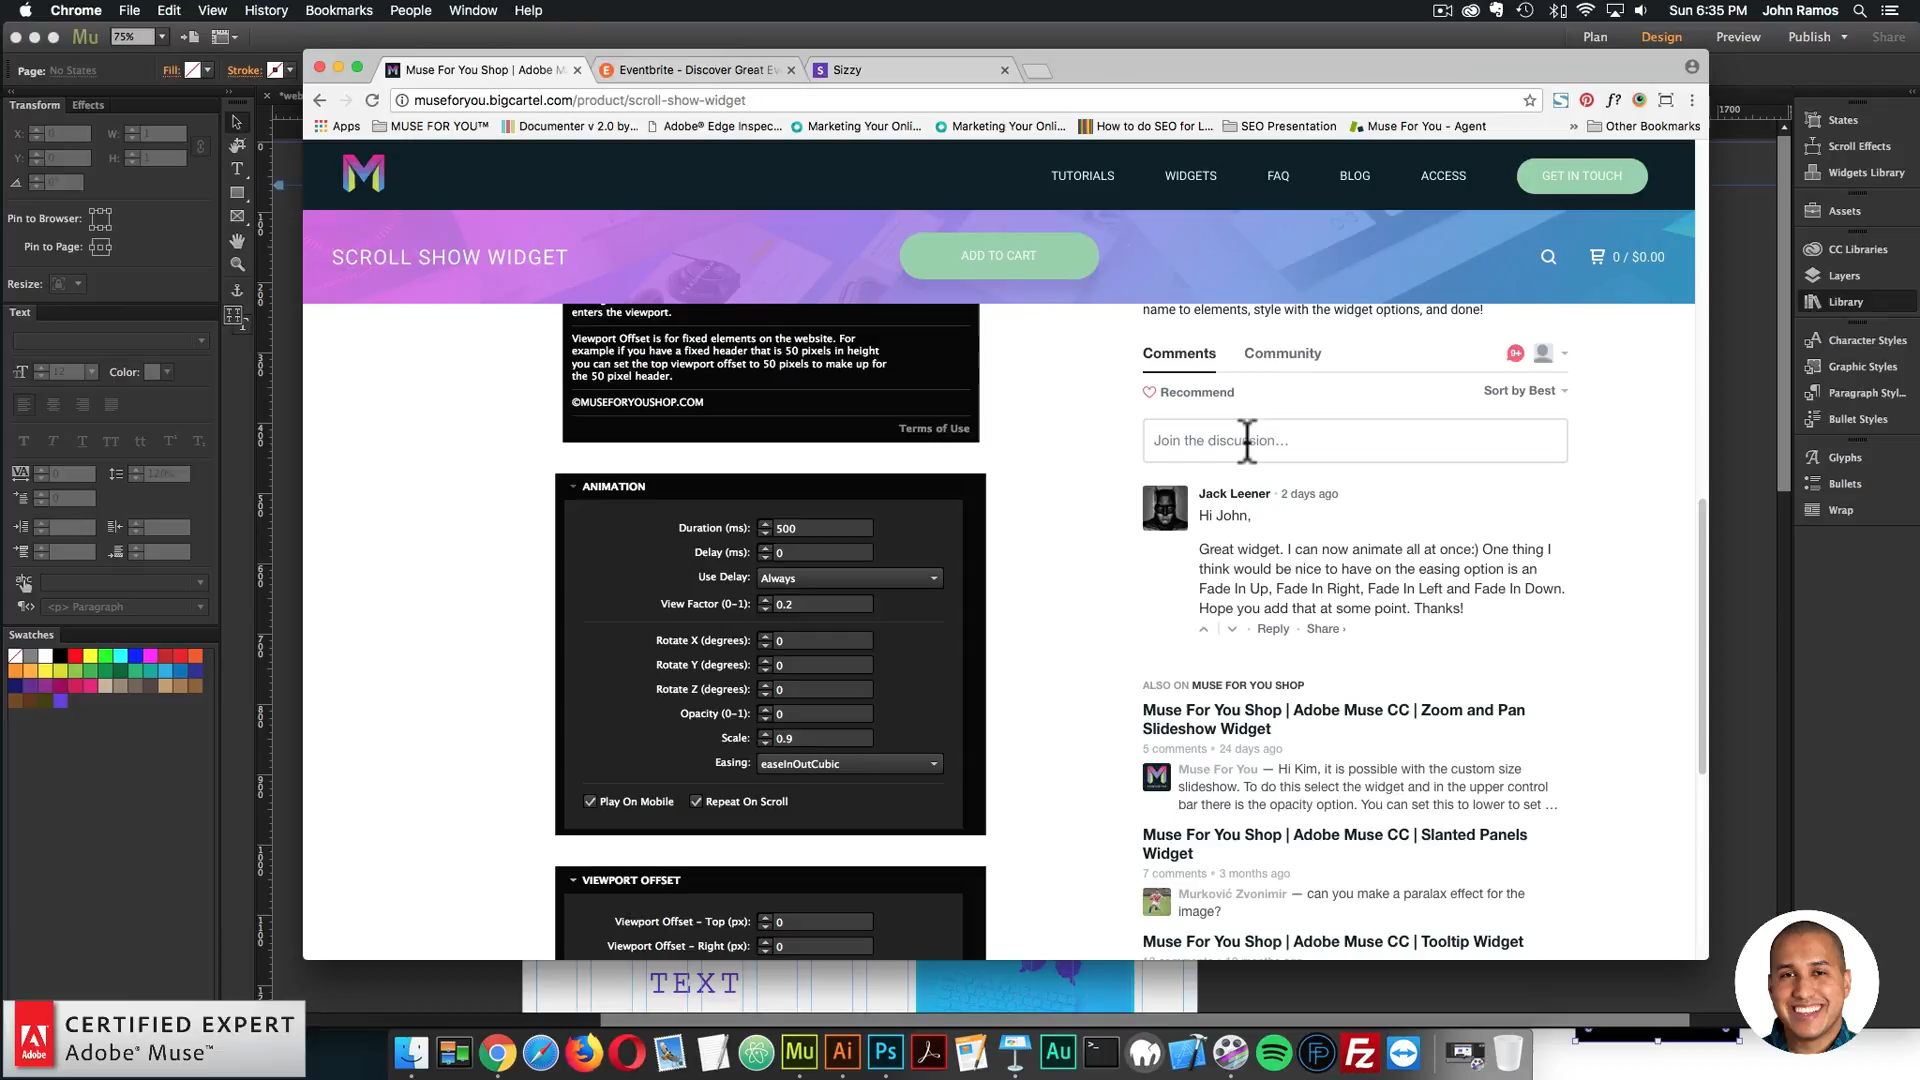 Chrome File Edit View History Bookmarks People Window Help Sun 6:35 PM John Ramos
Mu 75% Plan Design Preview Publish Share
Page: No States Fill: Stroke:
Muse For You Shop | Adobe M Eventbrite - Discover Great Ev Sizzy
museforyou.bigcartel.com/product/scroll-show-widget
Apps MUSE FOR YOU™ Documenter v 2.0 by... Adobe® Edge Inspec... Marketing Your Onli... Marketing Your Onli... How to do SEO for L... SEO Presentation Muse For You - Agent » Other Bookmarks
Transform Effects
X: 0 W: 1
Y: 0 H: 1
0°
Pin to Browser:
Pin to Page:
Resize:
Text
12 Color:
0 120%
0
<p> Paragraph
Swatches
1700
States
Scroll Effects
Widgets Library
Assets
CC Libraries
Layers
Library
Character Styles
Graphic Styles
Paragraph Styl...
Bullet Styles
Glyphs
Bullets
Wrap
M TUTORIALS WIDGETS FAQ BLOG ACCESS GET IN TOUCH
SCROLL SHOW WIDGET ADD TO CART 0 / $0.00
enters the viewport.
Viewport Offset is for fixed elements on the website. For
example if you have a fixed header that is 50 pixels in height
you can set the top viewport offset to 50 pixels to make up for
the 50 pixel header.
©MUSEFORYOUSHOP.COM
Terms of Use
ANIMATION
Duration (ms): 500
Delay (ms): 0
Use Delay: Always
View Factor (0-1): 0.2
Rotate X (degrees): 0
Rotate Y (degrees): 0
Rotate Z (degrees): 0
Opacity (0-1): 0
Scale: 0.9
Easing: easeInOutCubic
Play On Mobile Repeat On Scroll
VIEWPORT OFFSET
Viewport Offset - Top (px): 0
Viewport Offset - Right (px): 0
name to elements, style with the widget options, and done!
Comments Community 9+
Recommend Sort by Best
Join the discussion...
Jack Leener · 2 days ago
Hi John,
Great widget. I can now animate all at once:) One thing I
think would be nice to have on the easing option is an
Fade In Up, Fade In Right, Fade In Left and Fade In Down.
Hope you add that at some point. Thanks!
Reply Share ›
ALSO ON MUSE FOR YOU SHOP
Muse For You Shop | Adobe Muse CC | Zoom and Pan
Slideshow Widget
5 comments • 24 days ago
Muse For You — Hi Kim, it is possible with the custom size
slideshow. To do this select the widget and in the upper control
bar there is the opacity option. You can set this to lower to set ...
Muse For You Shop | Adobe Muse CC | Slanted Panels
Widget
7 comments • 3 months ago
Murković Zvonimir — can you make a paralax effect for the
image?
Muse For You Shop | Adobe Muse CC | Tooltip Widget
TEXT
CERTIFIED EXPERT
Adobe® Muse™
Adobe
Mu Ai Ps Au FP Fz